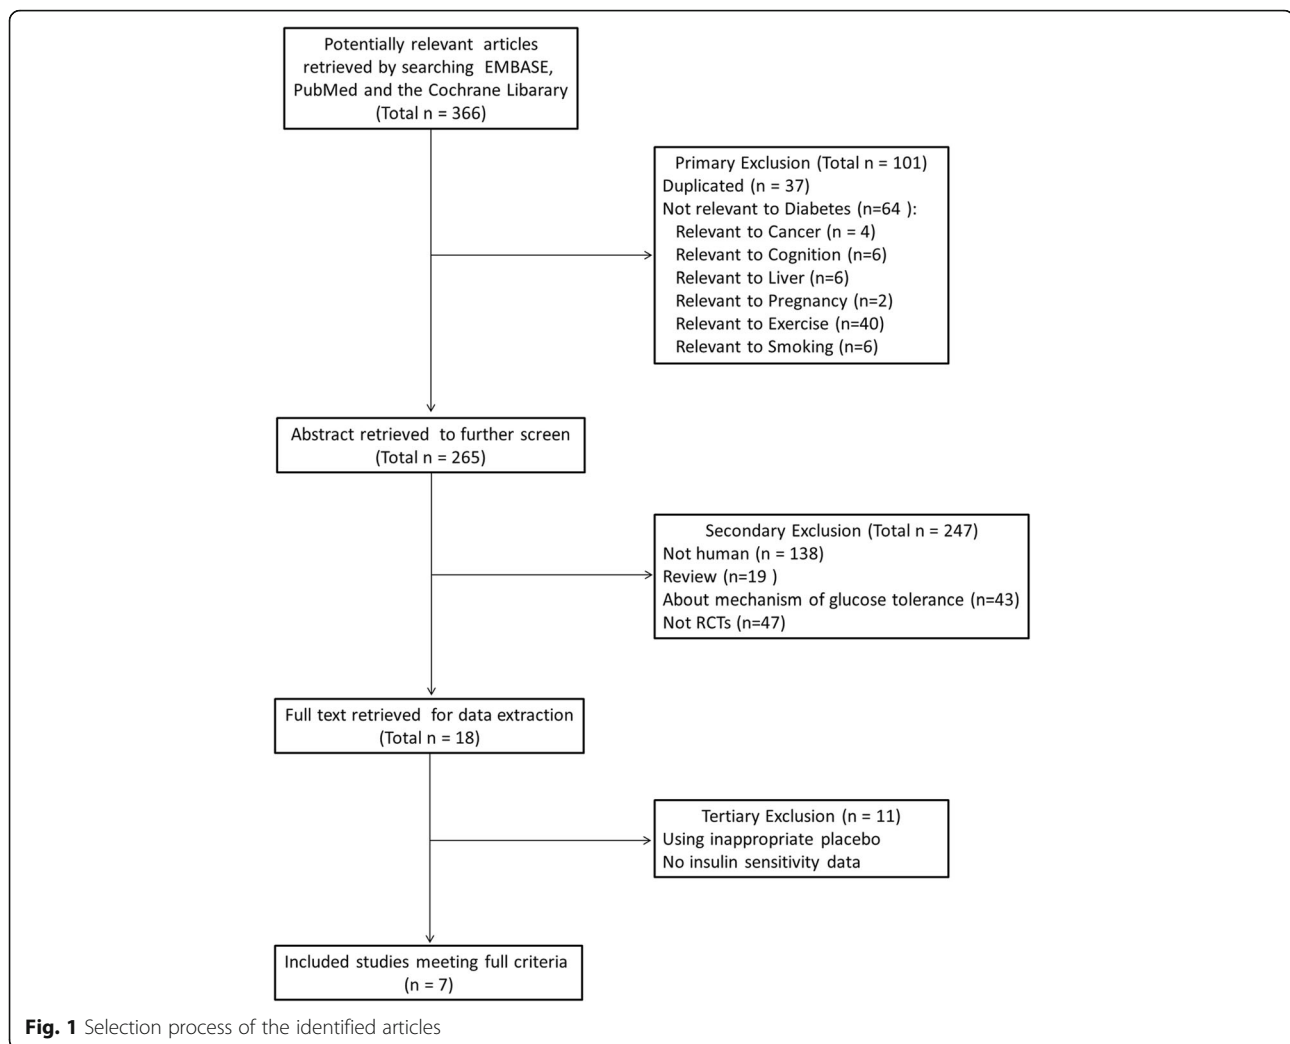 Potentially relevant articles
retrieved by searching EMBASE,
PubMed and the Cochrane Libarary
(Total n = 366)
Primary Exclusion (Total n = 101)
Duplicated (n = 37)
Not relevant to Diabetes (n=64 ):
Relevant to Cancer (n = 4)
Relevant to Cognition (n=6)
Relevant to Liver (n=6)
Relevant to Pregnancy (n=2)
Relevant to Exercise (n=40)
Relevant to Smoking (n=6)
Abstract retrieved to further screen
(Total n = 265)
Secondary Exclusion (Total n = 247)
Not human (n = 138)
Review (n=19 )
About mechanism of glucose tolerance (n=43)
Not RCTs (n=47)
Full text retrieved for data extraction
(Total n = 18)
Tertiary Exclusion (n = 11)
Using inappropriate placebo
No insulin sensitivity data
Included studies meeting full criteria
(n = 7)
Fig. 1 Selection process of the identified articles